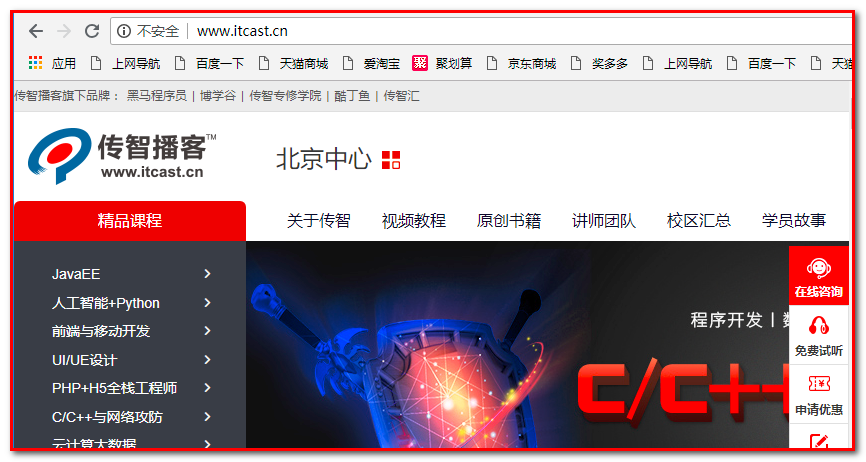 不安全 www.itcast.cn
应用 上网导航 百度一下 天猫商城 爱淘宝 聚 聚划算 京东商城 奖多多 上网导航 百度一下 天猫
传智播客旗下品牌： 黑马程序员 | 博学谷 | 传智专修学院 | 酷丁鱼 | 传智汇
传智播客™
www.itcast.cn
北京中心
精品课程 关于传智 视频教程 原创书籍 讲师团队 校区汇总 学员故事
JavaEE
人工智能+Python
前端与移动开发
UI/UE设计
PHP+H5全栈工程师
C/C++与网络攻防
云计算大数据
程序开发 | 数
C/C++
在线咨询
免费试听
申请优惠